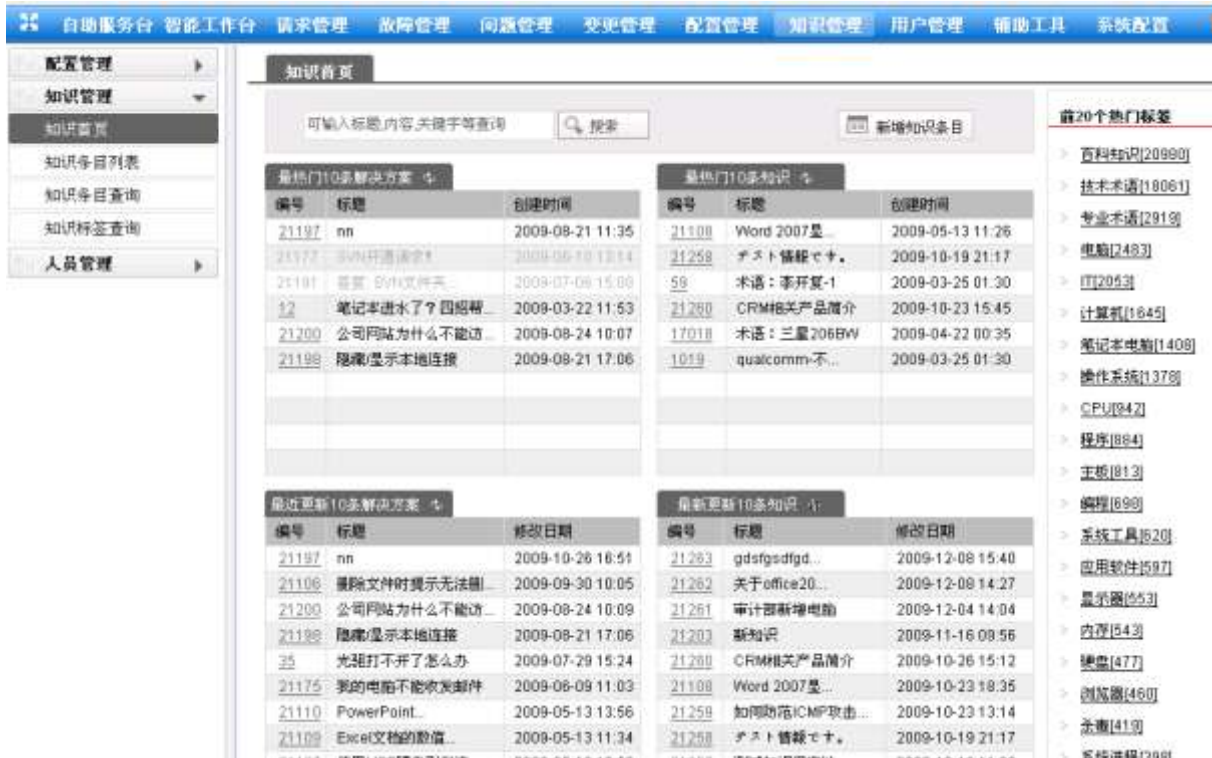 自助服务台 智能工作台 请求管理 故障管理 问题管理 变更管理 配置管理 知识管理 用户管理 辅助工具 系统配置
配置管理
知识管理
知识首页
知识条目列表
知识条目查询
知识标签查询
人员管理
知识首页
可输入标题,内容,关键字等查询 搜索 新增知识条目
最热门10条解决方案
编号 标题 创建时间
21197 nn 2009-08-21 11:35
21177 2009-06-10 13:14
21191 SVN文件夹 2009-07-06 15:00
12 笔记本进水了？四招帮... 2009-03-22 11:53
21200 公司网站为什么不能访... 2009-08-24 10:07
21198 隐藏/显示本地连接 2009-08-21 17:06
最热门10条知识
编号 标题 创建时间
21108 Word 2007是... 2009-05-13 11:26
21258 テスト情報です。 2009-10-19 21:17
59 术语：李开复-1 2009-03-25 01:30
21260 CRM相关产品简介 2009-10-23 15:45
17018 术语：三星206BW 2009-04-22 00:35
1019 qualcomm-不... 2009-03-25 01:30
最近更新10条解决方案
编号 标题 修改日期
21197 nn 2009-10-26 16:51
21106 删除文件时提示无法删... 2009-09-30 10:05
21200 公司网站为什么不能访... 2009-08-24 10:09
21198 隐藏/显示本地连接 2009-08-21 17:06
35 光驱打不开了怎么办 2009-07-29 15:24
21175 我的电脑不能收发邮件 2009-06-09 11:03
21110 PowerPoint... 2009-05-13 13:56
21109 Excel文档的数值... 2009-05-13 11:34
最新更新10条知识
编号 标题 修改日期
21263 gdsfgsdfgd... 2009-12-08 15:40
21262 关于office20... 2009-12-08 14:27
21261 审计部新增电脑 2009-12-04 14:04
21203 新知识 2009-11-16 09:56
21260 CRM相关产品简介 2009-10-26 15:12
21108 Word 2007是... 2009-10-23 18:35
21259 如何防范ICMP攻击... 2009-10-23 13:14
21258 テスト情報です。 2009-10-19 21:17
前20个热门标签
百科知识[20980]
技术术语[18061]
专业术语[2919]
电脑[2483]
IT[2053]
计算机[1645]
笔记本电脑[1408]
操作系统[1378]
CPU[942]
程序[884]
主板[813]
编程[698]
系统工具[620]
应用软件[597]
显示器[553]
内存[543]
硬盘[477]
浏览器[460]
杀毒[419]
系统进程[398]